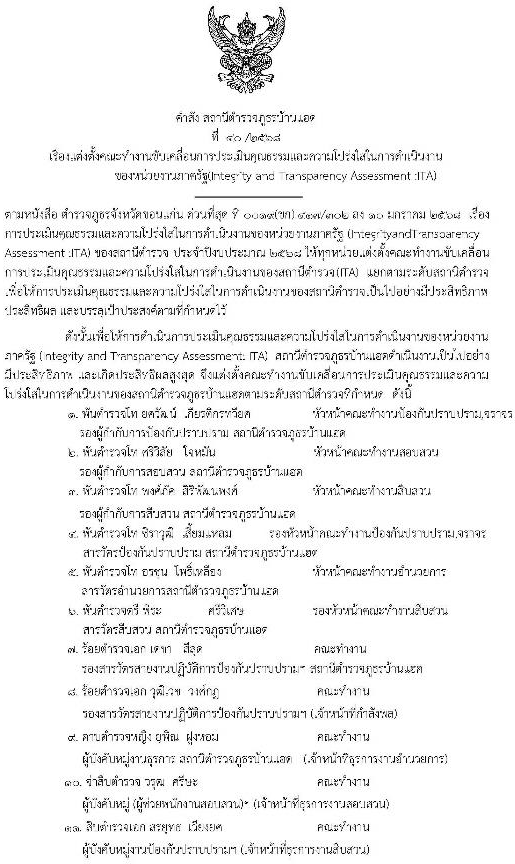 คำสั่ง สถานีตำรวจภูธรบ้านแฮด
ที่ ๔๐ /๒๕๖๘
เรื่องแต่งตั้งคณะทำงานขับเคลื่อนการประเมินคุณธรรมและความโปร่งใสในการดำเนินงาน
ของหน่วยงานภาครัฐ(Integrity and Transparency Assessment :ITA)
ตามหนังสือ ตำรวจภูธรจังหวัดขอนแก่น ด่วนที่สุด ที่ ๐๐๑๙(ขก) ๔๑๗/๓๐๒ ลง ๑๐ มกราคม ๒๕๖๘ เรื่อง
การประเมินคุณธรรมและความโปร่งใสในการดำเนินงานของหน่วยงานภาครัฐ (IntegrityandTransparency
Assessment :ITA) ของสถานีตำรวจ ประจำปีงบประมาณ ๒๕๖๘ ให้ทุกหน่วยแต่งตั้งคณะทำงานขับเคลื่อน
การประเมินคุณธรรมและความโปร่งใสในการดำเนินงานของสถานีตำรวจ(ITA) แยกตามระดับสถานีตำรวจ
เพื่อให้การประเมินคุณธรรมและความโปร่งใสในการดำเนินงานของสถานีตำรวจเป็นไปอย่างมีประสิทธิภาพ
ประสิทธิผล และบรรลุเป้าประสงค์ตามที่กำหนดไว้
ดังนั้นเพื่อให้การดำเนินการประเมินคุณธรรมและความโปร่งใสในการดำเนินงานของหน่วยงาน
ภาครัฐ (Integrity and Transparency Assessment: ITA) สถานีตำรวจภูธรบ้านแฮดดำเนินงานเป็นไปอย่าง
มีประสิทธิภาพ และเกิดประสิทธิผลสูงสุด จึงแต่งตั้งคณะทำงานขับเคลื่อนการประเมินคุณธรรมและความ
โปร่งใสในการดำเนินงานของสถานีตำรวจภูธรบ้านแฮดตามระดับสถานีตำรวจที่กำหนด ดังนี้
๑. พันตำรวจโท ยศวัฒน์ เกียรติกรทวียศ หัวหน้าคณะทำงานป้องกันปราบปราม,จราจร
รองผู้กำกับการป้องกันปราบปราม สถานีตำรวจภูธรบ้านแฮด
๒. พันตำรวจโท ศรีวิสัย ใจหมั่น หัวหน้าคณะทำงานสอบสวน
รองผู้กำกับการสอบสวน สถานีตำรวจภูธรบ้านแฮด
๓. พันตำรวจโท พงศ์ภัค สิริพัฒนพงศ์ หัวหน้าคณะทำงานสืบสวน
รองผู้กำกับการสืบสวน สถานีตำรวจภูธรบ้านแฮด
๔. พันตำรวจโท ชิราวุฒิ เสี้ยมแหลม รองหัวหน้าคณะทำงานป้องกันปราบปราม,จราจร
สารวัตรป้องกันปราบปราม สถานีตำรวจภูธรบ้านแฮด
๕. พันตำรวจโท อรชุน โพธิ์เหลือง หัวหน้าคณะทำงานอำนวยการ
สารวัตรอำนวยการสถานีตำรวจภูธรบ้านแฮด
๖. พันตำรวจตรี พีระ ศรีวิเศษ รองหัวหน้าคณะทำงานสืบสวน
สารวัตรสืบสวน สถานีตำรวจภูธรบ้านแฮด
๗. ร้อยตำรวจเอก เดชา สีสุด คณะทำงาน
รองสารวัตรสายงานปฏิบัติการป้องกันปราบปรามฯ สถานีตำรวจภูธรบ้านแฮด
๘. ร้อยตำรวจเอก วุฒิเวช วงศ์กฎ คณะทำงาน
รองสารวัตรสายงานปฏิบัติการป้องกันปราบปรามฯ (เจ้าหน้าที่กำลังพล)
๙. ดาบตำรวจหญิง ยุพิณ ฝูงหอม คณะทำงาน
ผู้บังคับหมู่งานธุรการ สถานีตำรวจภูธรบ้านแฮด (เจ้าหน้าที่ธุรการงานอำนวยการ)
๑๐. จ่าสิบตำรวจ วรวุฒ ศรีษะ คณะทำงาน
ผู้บังคับหมู่ (ผู้ช่วยพนักงานสอบสวน)ฯ (เจ้าหน้าที่ธุรการงานสอบสวน)
๑๑. สิบตำรวจเอก สรยุทธ เวียงยศ คณะทำงาน
ผู้บังคับหมู่งานป้องกันปราบปรามฯ (เจ้าหน้าที่ธุรการงานสืบสวน)